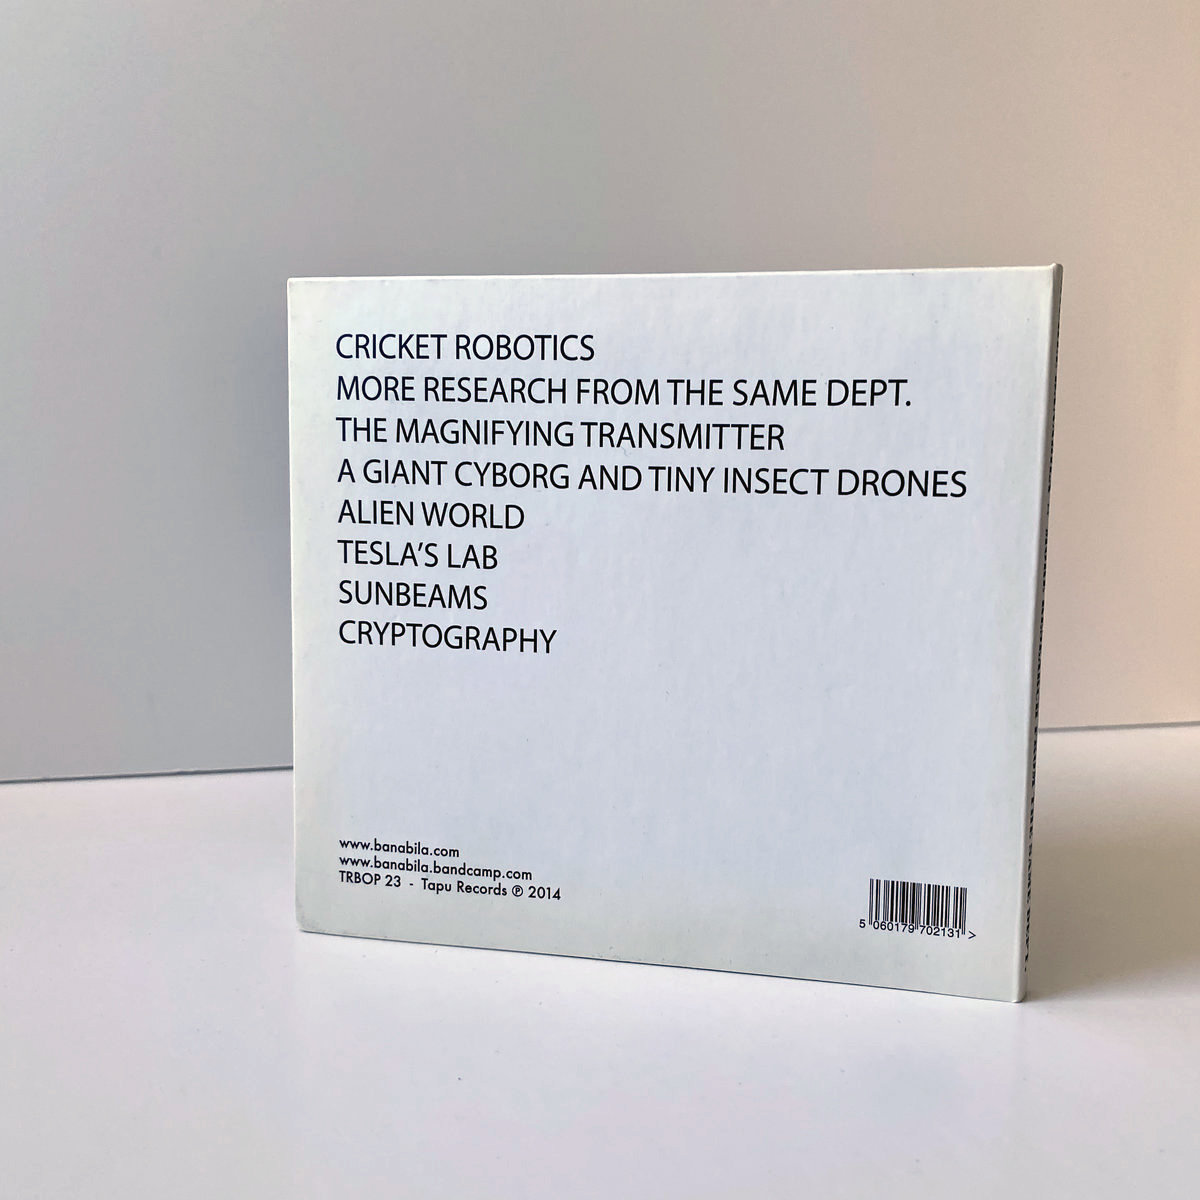 CRICKET ROBOTICS
MORE RESEARCH FROM THE SAME DEPT.
THE MAGNIFYING TRANSMITTER
A GIANT CYBORG AND TINY INSECT DRONES
ALIEN WORLD
TESLA'S LAB
SUNBEAMS
CRYPTOGRAPHY
www.banabila.com
www.banabila.bandcamp.com
TRBOP 23 - Tapu Records ℗ 2014
5 060179 702131 >